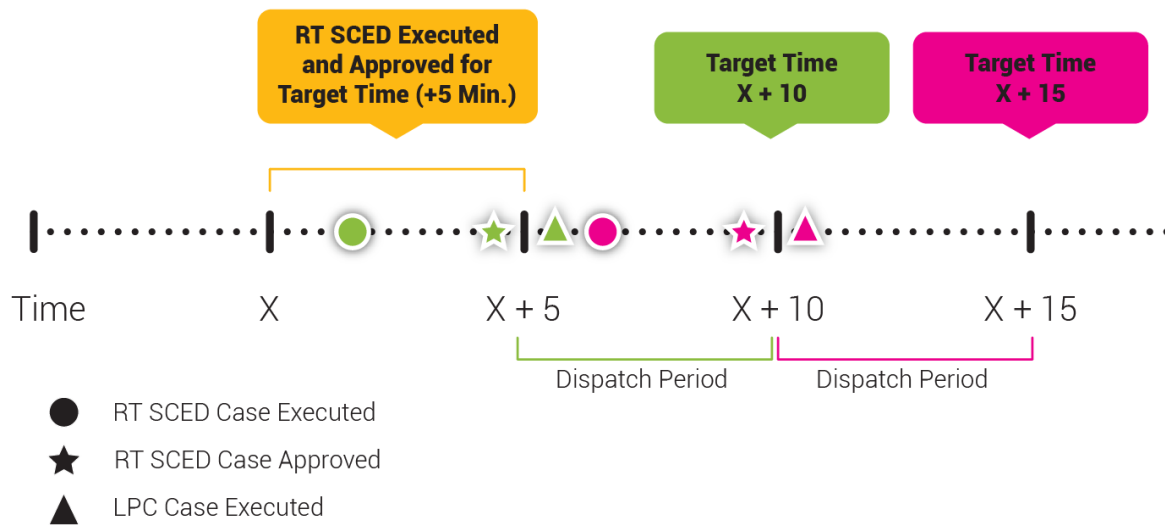 RT SCED Executed
and Approved for
Target Time (+5 Min.)
Target Time
X + 10
Target Time
X + 15
Time
X
X + 5
X + 10
X + 15
Dispatch Period
Dispatch Period
RT SCED Case Executed
RT SCED Case Approved
LPC Case Executed